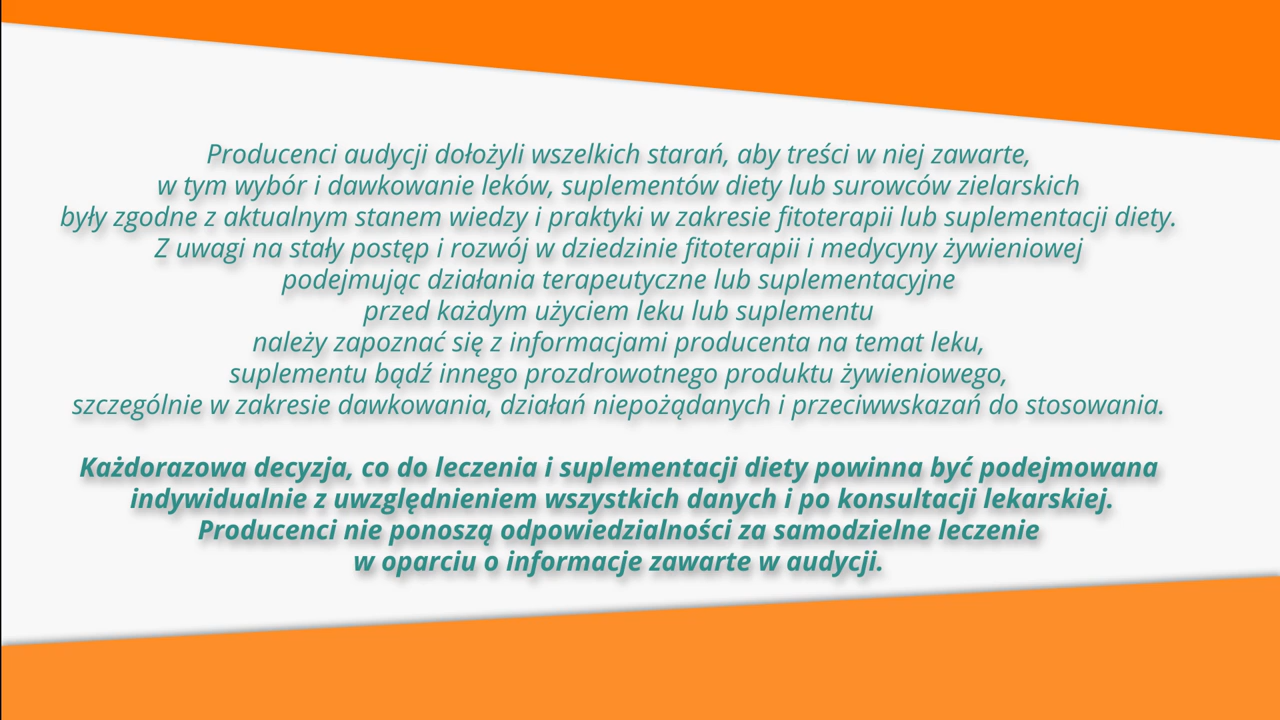 Producenci audycji dołożyli wszelkich starań, aby treści w niej zawarte,
w tym wybór i dawkowanie leków, suplementów diety lub surowców zielarskich
były zgodne z aktualnym stanem wiedzy i praktyki w zakresie fitoterapii lub suplementacji diety.
Z uwagi na stały postęp i rozwój w dziedzinie fitoterapii i medycyny żywieniowej
podejmując działania terapeutyczne lub suplementacyjne
przed każdym użyciem leku lub suplementu
należy zapoznać się z informacjami producenta na temat leku,
suplementu bądź innego prozdrowotnego produktu żywieniowego,
szczególnie w zakresie dawkowania, działań niepożądanych i przeciwwskazań do stosowania.
Każdorazowa decyzja, co do leczenia i suplementacji diety powinna być podejmowana
indywidualnie z uwzględnieniem wszystkich danych i po konsultacji lekarskiej.
Producenci nie ponoszą odpowiedzialności za samodzielne leczenie
w oparciu o informacje zawarte w audycji.